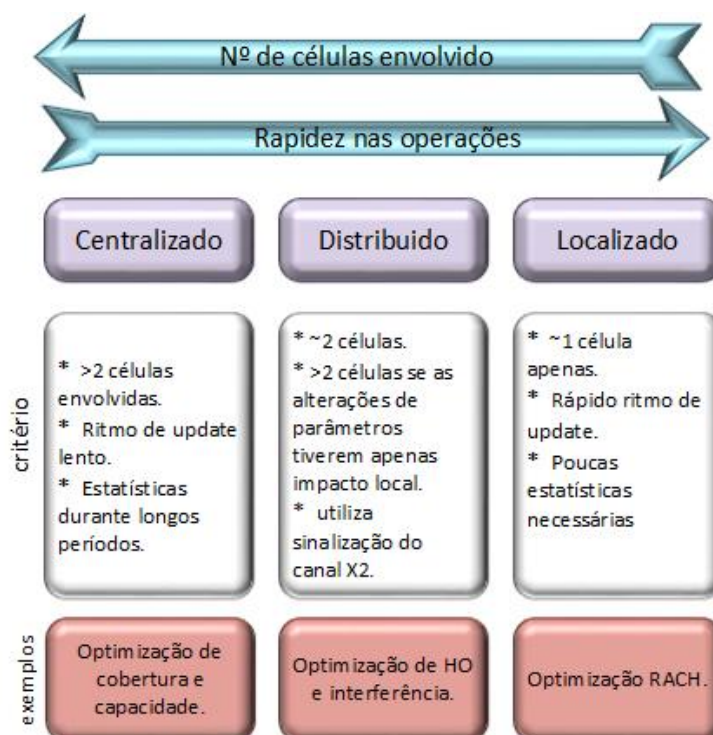 Nº de células envolvido
Rapidez nas operações
Centralizado
Distribuido
Localizado
critério
* >2 células
envolvidas.
* Ritmo de update
lento.
* Estatísticas
durante longos
períodos.
* ~2 células.
* >2 células se as
alterações de
parâmetros
tiverem apenas
impacto local.
* utiliza
sinalização do
canal X2.
* ~1 célula
apenas.
* Rápido ritmo de
update.
* Poucas
estatísticas
necessárias
exemplos
Optimização de
cobertura e
capacidade.
Optimização de HO
e interferência.
Optimização RACH.